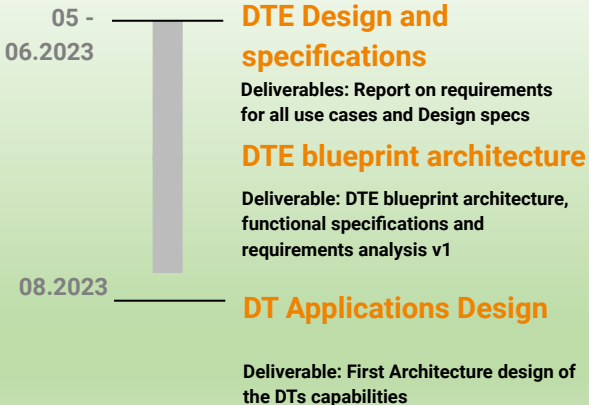 05 -
06.2023
DTE Design and
specifications
Deliverables: Report on requirements
for all use cases and Design specs
DTE blueprint architecture
Deliverable: DTE blueprint architecture,
functional specifications and
requirements analysis v1
08.2023
DT Applications Design
Deliverable: First Architecture design of
the DTs capabilities